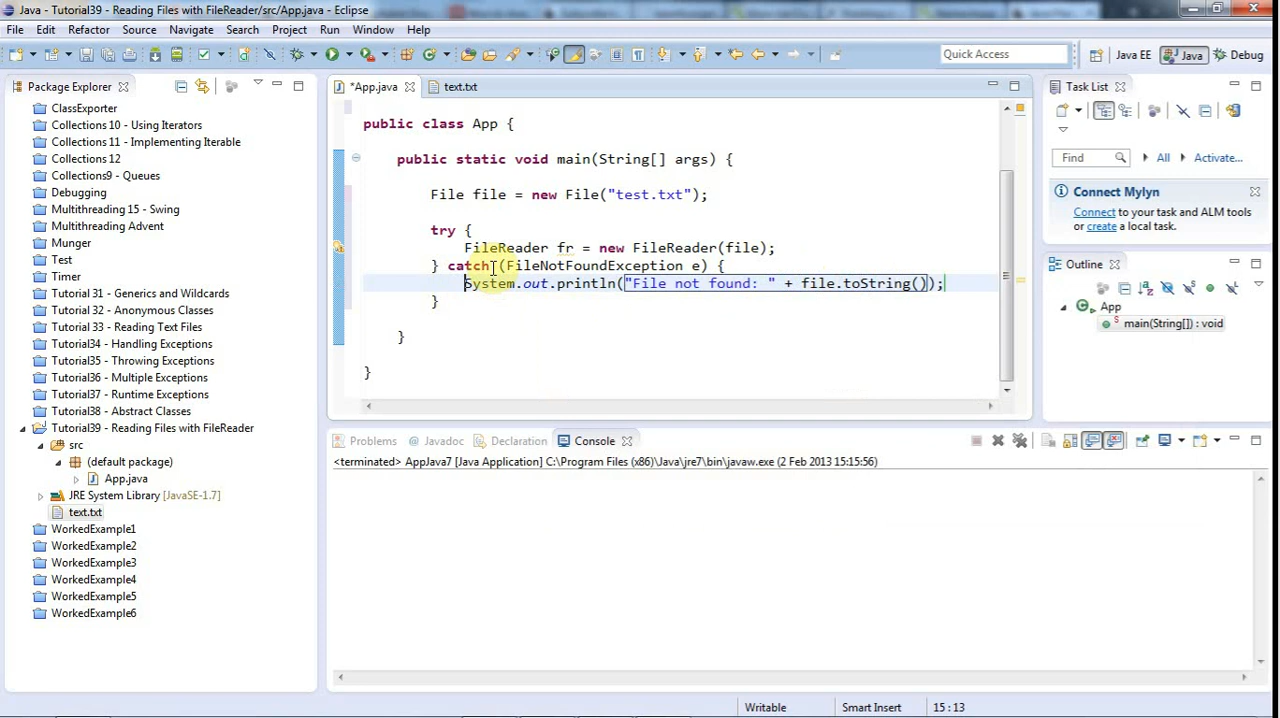 Java - Tutorial39 - Reading Files with FileReader/src/App.java - Eclipse
File Edit Refactor Source Navigate Search Project Run Window Help
Quick Access
Java EE Java Debug
Package Explorer
ClassExporter
Collections 10 - Using Iterators
Collections 11 - Implementing Iterable
Collections 12
Collections9 - Queues
Debugging
Multithreading 15 - Swing
Multithreading Advent
Munger
Temp
Timer
Tutorial 31 - Generics and Wildcards
Tutorial 32 - Anonymous Classes
Tutorial 33 - Reading Text Files
Tutorial34 - Handling Exceptions
Tutorial35 - Throwing Exceptions
Tutorial36 - Multiple Exceptions
Tutorial37 - Runtime Exceptions
Tutorial38 - Abstract Classes
Tutorial39 - Reading Files with FileReader
src
(default package)
App.java
JRE System Library [JavaSE-1.7]
text.txt
WorkedExample1
WorkedExample2
WorkedExample3
WorkedExample4
WorkedExample5
WorkedExample6
*App.java text.txt
public class App {
public static void main(String[] args) {
File file = new File("test.txt");
try {
FileReader fr = new FileReader(file);
} catch (FileNotFoundException e) {
System.out.println("File not found: " + file.toString());
}
}
}
Task List
Find All Activate...
Connect Mylyn
Connect to your task and ALM tools
or create a local task.
Outline
App
main(String[]) : void
Problems Javadoc Declaration Console
<terminated> AppJava7 [Java Application] C:\Program Files (x86)\Java\jre7\bin\javaw.exe (2 Feb 2013 15:15:56)
Writable Smart Insert 15 : 13